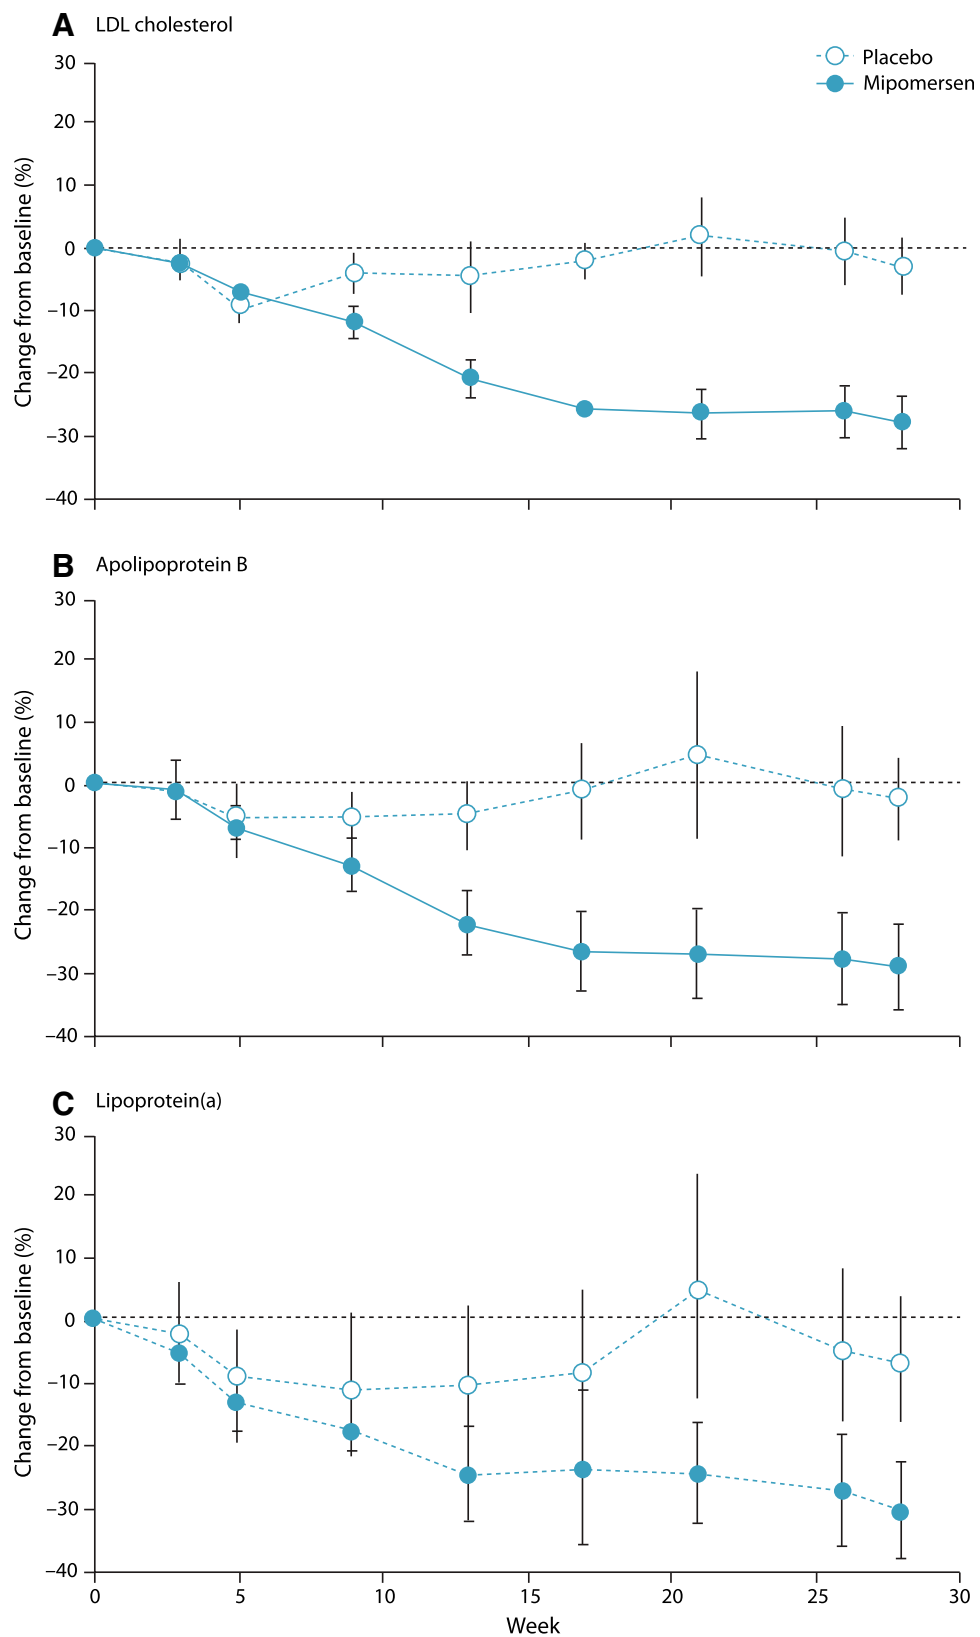 A LDL cholesterol
Placebo
Mipomersen
Change from baseline (%)
30
20
10
0
−10
−20
−30
−40
B Apolipoprotein B
Change from baseline (%)
30
20
10
0
−10
−20
−30
−40
C Lipoprotein(a)
Change from baseline (%)
30
20
10
0
−10
−20
−30
−40
0 5 10 15 20 25 30
Week